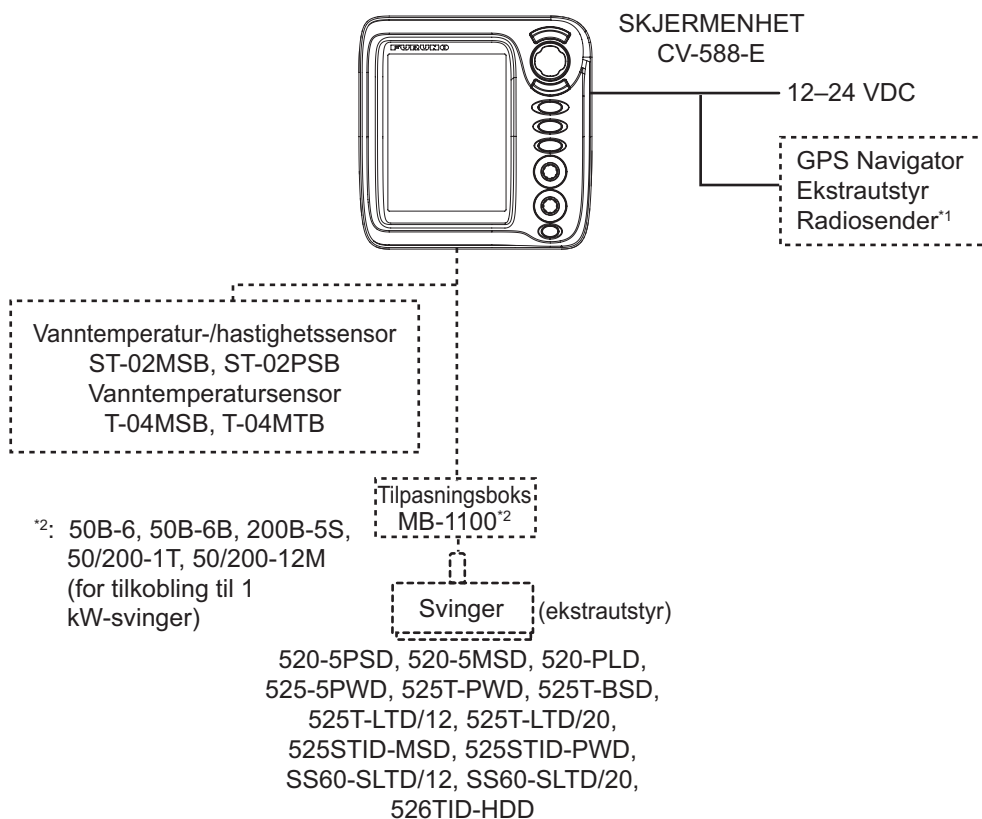 SKJERMENHET
CV-588-E
FURUNO
12–24 VDC
GPS Navigator
Ekstrautstyr
Radiosender*1
Vanntemperatur-/hastighetssensor
ST-02MSB, ST-02PSB
Vanntemperatursensor
T-04MSB, T-04MTB
Tilpasningsboks
MB-1100*2
*2: 50B-6, 50B-6B, 200B-5S,
50/200-1T, 50/200-12M
(for tilkobling til 1
kW-svinger)
Svinger (ekstrautstyr)
520-5PSD, 520-5MSD, 520-PLD,
525-5PWD, 525T-PWD, 525T-BSD,
525T-LTD/12, 525T-LTD/20,
525STID-MSD, 525STID-PWD,
SS60-SLTD/12, SS60-SLTD/20,
526TID-HDD